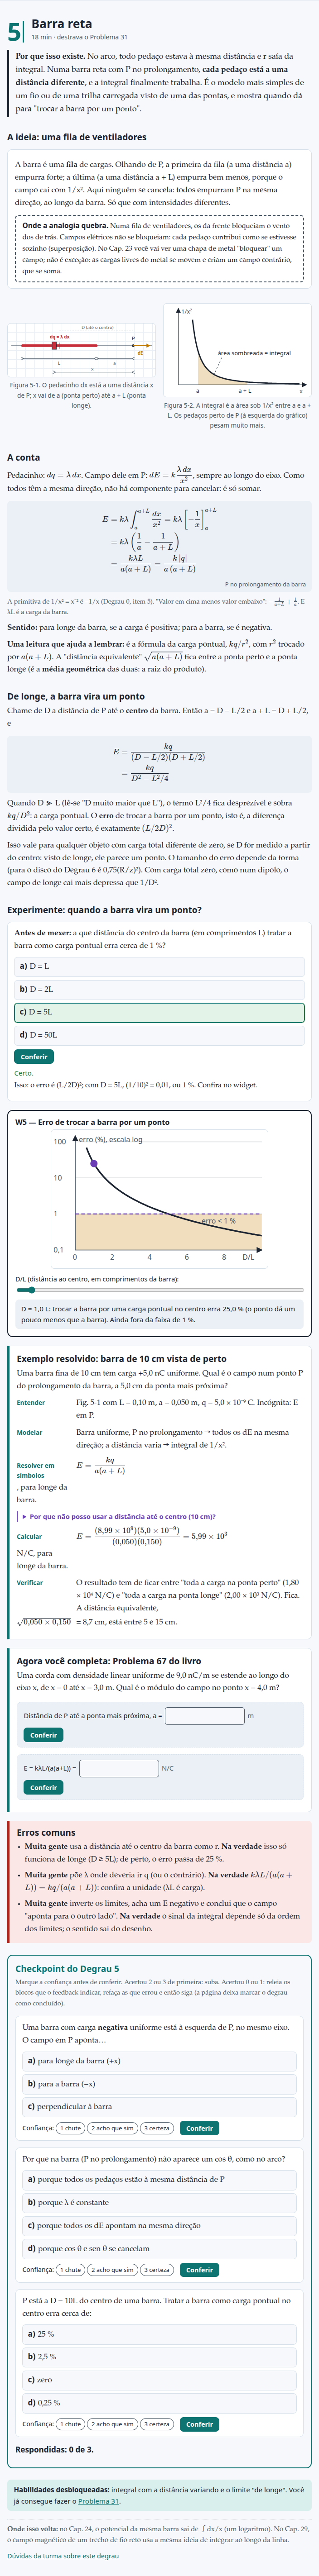 5
Barra reta
18 min · destrava o Problema 31
Por que isso existe. No arco, todo pedaço estava à mesma distância e r saía da
integral. Numa barra reta com P no prolongamento, cada pedaço está a uma
distância diferente, e a integral finalmente trabalha. É o modelo mais simples de
um fio ou de uma trilha carregada visto de uma das pontas, e mostra quando dá
para "trocar a barra por um ponto".
A ideia: uma fila de ventiladores
A barra é uma fila de cargas. Olhando de P, a primeira da fila (a uma distância a)
empurra forte; a última (a uma distância a + L) empurra bem menos, porque o
campo cai com 1/x². Aqui ninguém se cancela: todos empurram P na mesma
direção, ao longo da barra. Só que com intensidades diferentes.
Onde a analogia quebra. Numa fila de ventiladores, os da frente bloqueiam o vento
dos de trás. Campos elétricos não se bloqueiam: cada pedaço contribui como se estivesse
sozinho (superposição). No Cap. 23 você vai ver uma chapa de metal "bloquear" um
campo; não é exceção: as cargas livres do metal se movem e criam um campo contrário,
que se soma.
D (até o centro)
dq = λ dx
P
dE
L
a
x
Figura 5-1. O pedacinho dx está a uma distância x
de P; x vai de a (ponta perto) até a + L (ponta
longe).
1/x²
área sombreada = integral
a
a + L
x
Figura 5-2. A integral é a área sob 1/x² entre a e a +
L. Os pedaços perto de P (à esquerda do gráfico)
pesam muito mais.
A conta
Pedacinho: dq = λ dx. Campo dele em P: dE = k λ dx / x², sempre ao longo do eixo. Como
todos têm a mesma direção, não há componente para cancelar: é só somar.
E = kλ ∫ₐ^{a+L} dx/x² = kλ [−1/x]ₐ^{a+L}
= kλ (1/a − 1/(a + L))
= kλL / a(a + L) = k |q| / a (a + L)
P no prolongamento da barra
A primitiva de 1/x² = x⁻² é −1/x (Degrau 0, item 5). "Valor em cima menos valor embaixo": −1/(a+L) + 1/a. E
λL é a carga da barra.
Sentido: para longe da barra, se a carga é positiva; para a barra, se é negativa.
Uma leitura que ajuda a lembrar: é a fórmula da carga pontual, kq/r², com r² trocado
por a(a + L). A "distância equivalente" √a(a + L) fica entre a ponta perto e a ponta
longe (é a média geométrica das duas: a raiz do produto).
De longe, a barra vira um ponto
Chame de D a distância de P até o centro da barra. Então a = D − L/2 e a + L = D + L/2,
e
E = kq / (D − L/2)(D + L/2)
= kq / D² − L²/4
Quando D ≫ L (lê-se "D muito maior que L"), o termo L²/4 fica desprezível e sobra
kq/D²: a carga pontual. O erro de trocar a barra por um ponto, isto é, a diferença
dividida pelo valor certo, é exatamente (L/2D)².
Isso vale para qualquer objeto com carga total diferente de zero, se D for medido a partir
do centro: visto de longe, ele parece um ponto. O tamanho do erro depende da forma
(para o disco do Degrau 6 é 0,75(R/z)²). Com carga total zero, como num dipolo, o
campo de longe cai mais depressa que 1/D².
Experimente: quando a barra vira um ponto?
Antes de mexer: a que distância do centro da barra (em comprimentos L) tratar a
barra como carga pontual erra cerca de 1 %?
a) D = L
b) D = 2L
c) D = 5L
d) D = 50L
Conferir
Certo.
Isso: o erro é (L/2D)²; com D = 5L, (1/10)² = 0,01, ou 1 %. Confira no widget.
W5 — Erro de trocar a barra por um ponto
erro (%), escala log
100
10
1
0,1
erro < 1 %
0 2 4 6 8 D/L
D/L (distância ao centro, em comprimentos da barra):
D = 1,0 L: trocar a barra por uma carga pontual no centro erra 25,0 % (o ponto dá um
pouco menos que a barra). Ainda fora da faixa de 1 %.
Exemplo resolvido: barra de 10 cm vista de perto
Uma barra fina de 10 cm tem carga +5,0 nC uniforme. Qual é o campo num ponto P
do prolongamento da barra, a 5,0 cm da ponta mais próxima?
Entender Fig. 5-1 com L = 0,10 m, a = 0,050 m, q = 5,0 × 10⁻⁹ C. Incógnita: E
em P.
Modelar Barra uniforme, P no prolongamento → todos os dE na mesma
direção; a distância varia → integral de 1/x².
Resolver em
símbolos
E = kq / a(a + L)
, para longe da
barra.
▸ Por que não posso usar a distância até o centro (10 cm)?
Calcular E = (8,99 × 10⁹)(5,0 × 10⁻⁹) / (0,050)(0,150) = 5,99 × 10³
N/C, para
longe da barra.
Verificar O resultado tem de ficar entre "toda a carga na ponta perto" (1,80
× 10⁴ N/C) e "toda a carga na ponta longe" (2,00 × 10³ N/C). Fica.
A distância equivalente,
√0,050 × 0,150 = 8,7 cm, está entre 5 e 15 cm.
Agora você completa: Problema 67 do livro
Uma corda com densidade linear uniforme de 9,0 nC/m se estende ao longo do
eixo x, de x = 0 até x = 3,0 m. Qual é o módulo do campo no ponto x = 4,0 m?
Distância de P até a ponta mais próxima, a = m
Conferir
E = kλL/(a(a+L)) = N/C
Conferir
Erros comuns
• Muita gente usa a distância até o centro da barra como r. Na verdade isso só
funciona de longe (D ≥ 5L); de perto, o erro passa de 25 %.
• Muita gente põe λ onde deveria ir q (ou o contrário). Na verdade kλL/(a(a +
L)) = kq/(a(a + L)): confira a unidade (λL é carga).
• Muita gente inverte os limites, acha um E negativo e conclui que o campo
"aponta para o outro lado". Na verdade o sinal da integral depende só da ordem
dos limites; o sentido sai do desenho.
Checkpoint do Degrau 5
Marque a confiança antes de conferir. Acertou 2 ou 3 de primeira: suba. Acertou 0 ou 1: releia os
blocos que o feedback indicar, refaça as que errou e então siga (a página deixa marcar o degrau
como concluído).
Uma barra com carga negativa uniforme está à esquerda de P, no mesmo eixo.
O campo em P aponta…
a) para longe da barra (+x)
b) para a barra (−x)
c) perpendicular à barra
Confiança: 1 chute 2 acho que sim 3 certeza Conferir
Por que na barra (P no prolongamento) não aparece um cos θ, como no arco?
a) porque todos os pedaços estão à mesma distância de P
b) porque λ é constante
c) porque todos os dE apontam na mesma direção
d) porque cos θ e sen θ se cancelam
Confiança: 1 chute 2 acho que sim 3 certeza Conferir
P está a D = 10L do centro de uma barra. Tratar a barra como carga pontual no
centro erra cerca de:
a) 25 %
b) 2,5 %
c) zero
d) 0,25 %
Confiança: 1 chute 2 acho que sim 3 certeza Conferir
Respondidas: 0 de 3.
Habilidades desbloqueadas: integral com a distância variando e o limite "de longe". Você
já consegue fazer o Problema 31.
Onde isso volta: no Cap. 24, o potencial da mesma barra sai de ∫ dx/x (um logaritmo). No Cap. 29,
o campo magnético de um trecho de fio reto usa a mesma ideia de integrar ao longo da linha.
Dúvidas da turma sobre este degrau